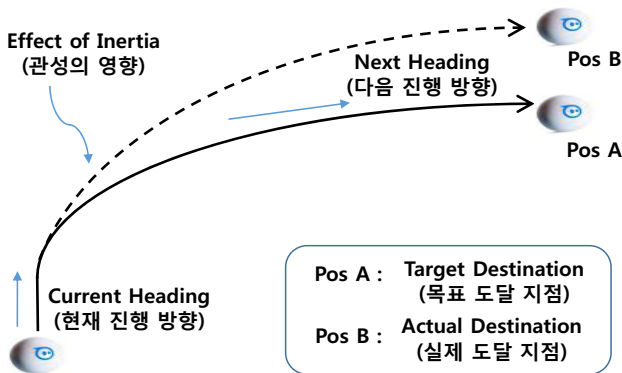 Effect of Inertia
(관성의 영향)
Pos B
Next Heading
(다음 진행 방향)
Pos A
Current Heading
(현재 진행 방향)
Pos A : Target Destination
(목표 도달 지점)
Pos B : Actual Destination
(실제 도달 지점)